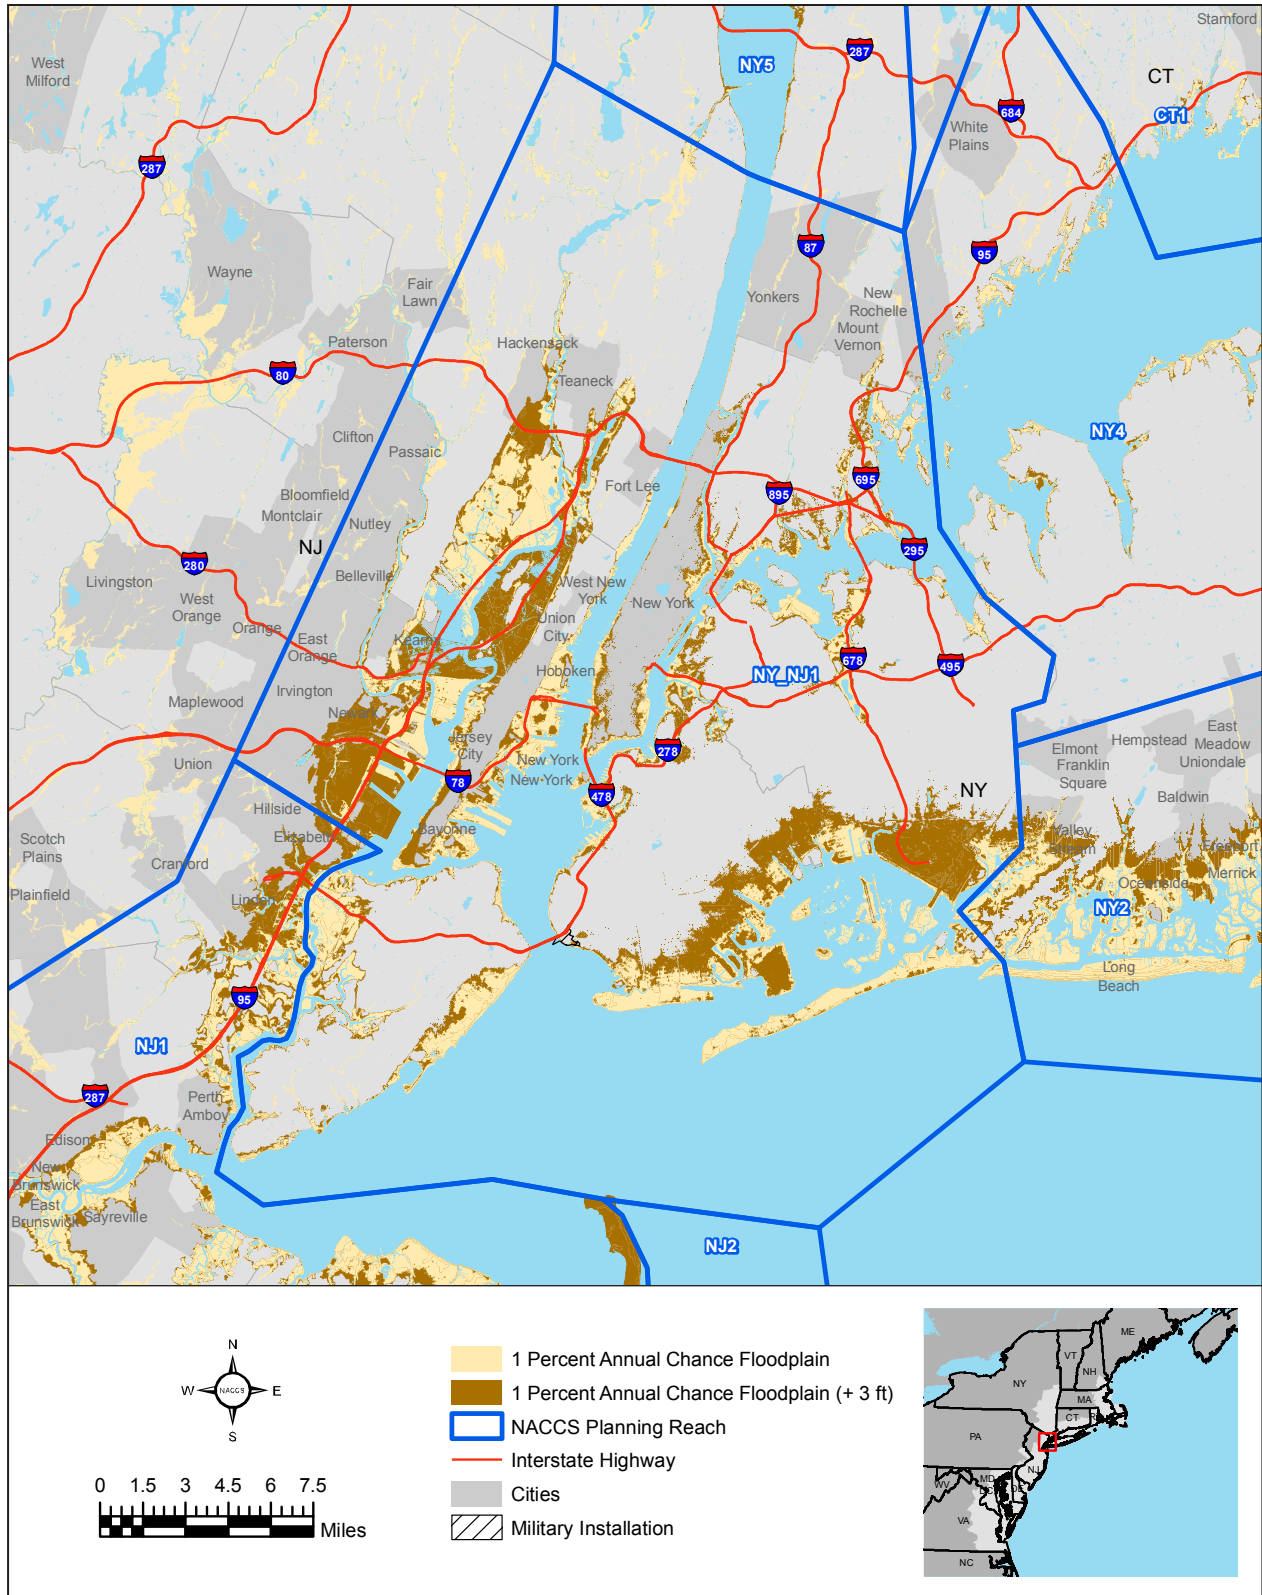 Stamford
West
Milford
NY5
287
CT
684
CT1
White
Plains
287
87
95
Wayne
Fair
Lawn
Yonkers
New
Rochelle
Mount
Vernon
Paterson
Hackensack
80
Teaneck
Clifton
Passaic
NY4
Fort Lee
895
695
Bloomfield
Montclair
Nutley
NJ
295
280
Belleville
Livingston
West New
York
New York
West
Orange
Orange
Union
City
East
Orange
Kearny
Hoboken
NY_NJ1
678
495
Irvington
Maplewood
Newark
Jersey
City
278
East
Meadow
Hempstead
Elmont
Franklin
Square
Uniondale
Union
New York
New York
78
478
NY
Baldwin
Hillside
Elizabeth
Bayonne
Scotch
Plains
Cranford
Valley
Stream
Freeport
Merrick
Oceanside
Plainfield
Linden
NY2
Long
Beach
95
NJ1
287
Perth
Amboy
Edison
New
Brunswick
East
Brunswick
Sayreville
NJ2
N
W
NACCS
E
S
0 1.5 3 4.5 6 7.5
Miles
1 Percent Annual Chance Floodplain
1 Percent Annual Chance Floodplain (+ 3 ft)
NACCS Planning Reach
Interstate Highway
Cities
Military Installation
ME
VT
NH
NY
MA
CT
PA
NJ
MD
WV
DE
VA
NC